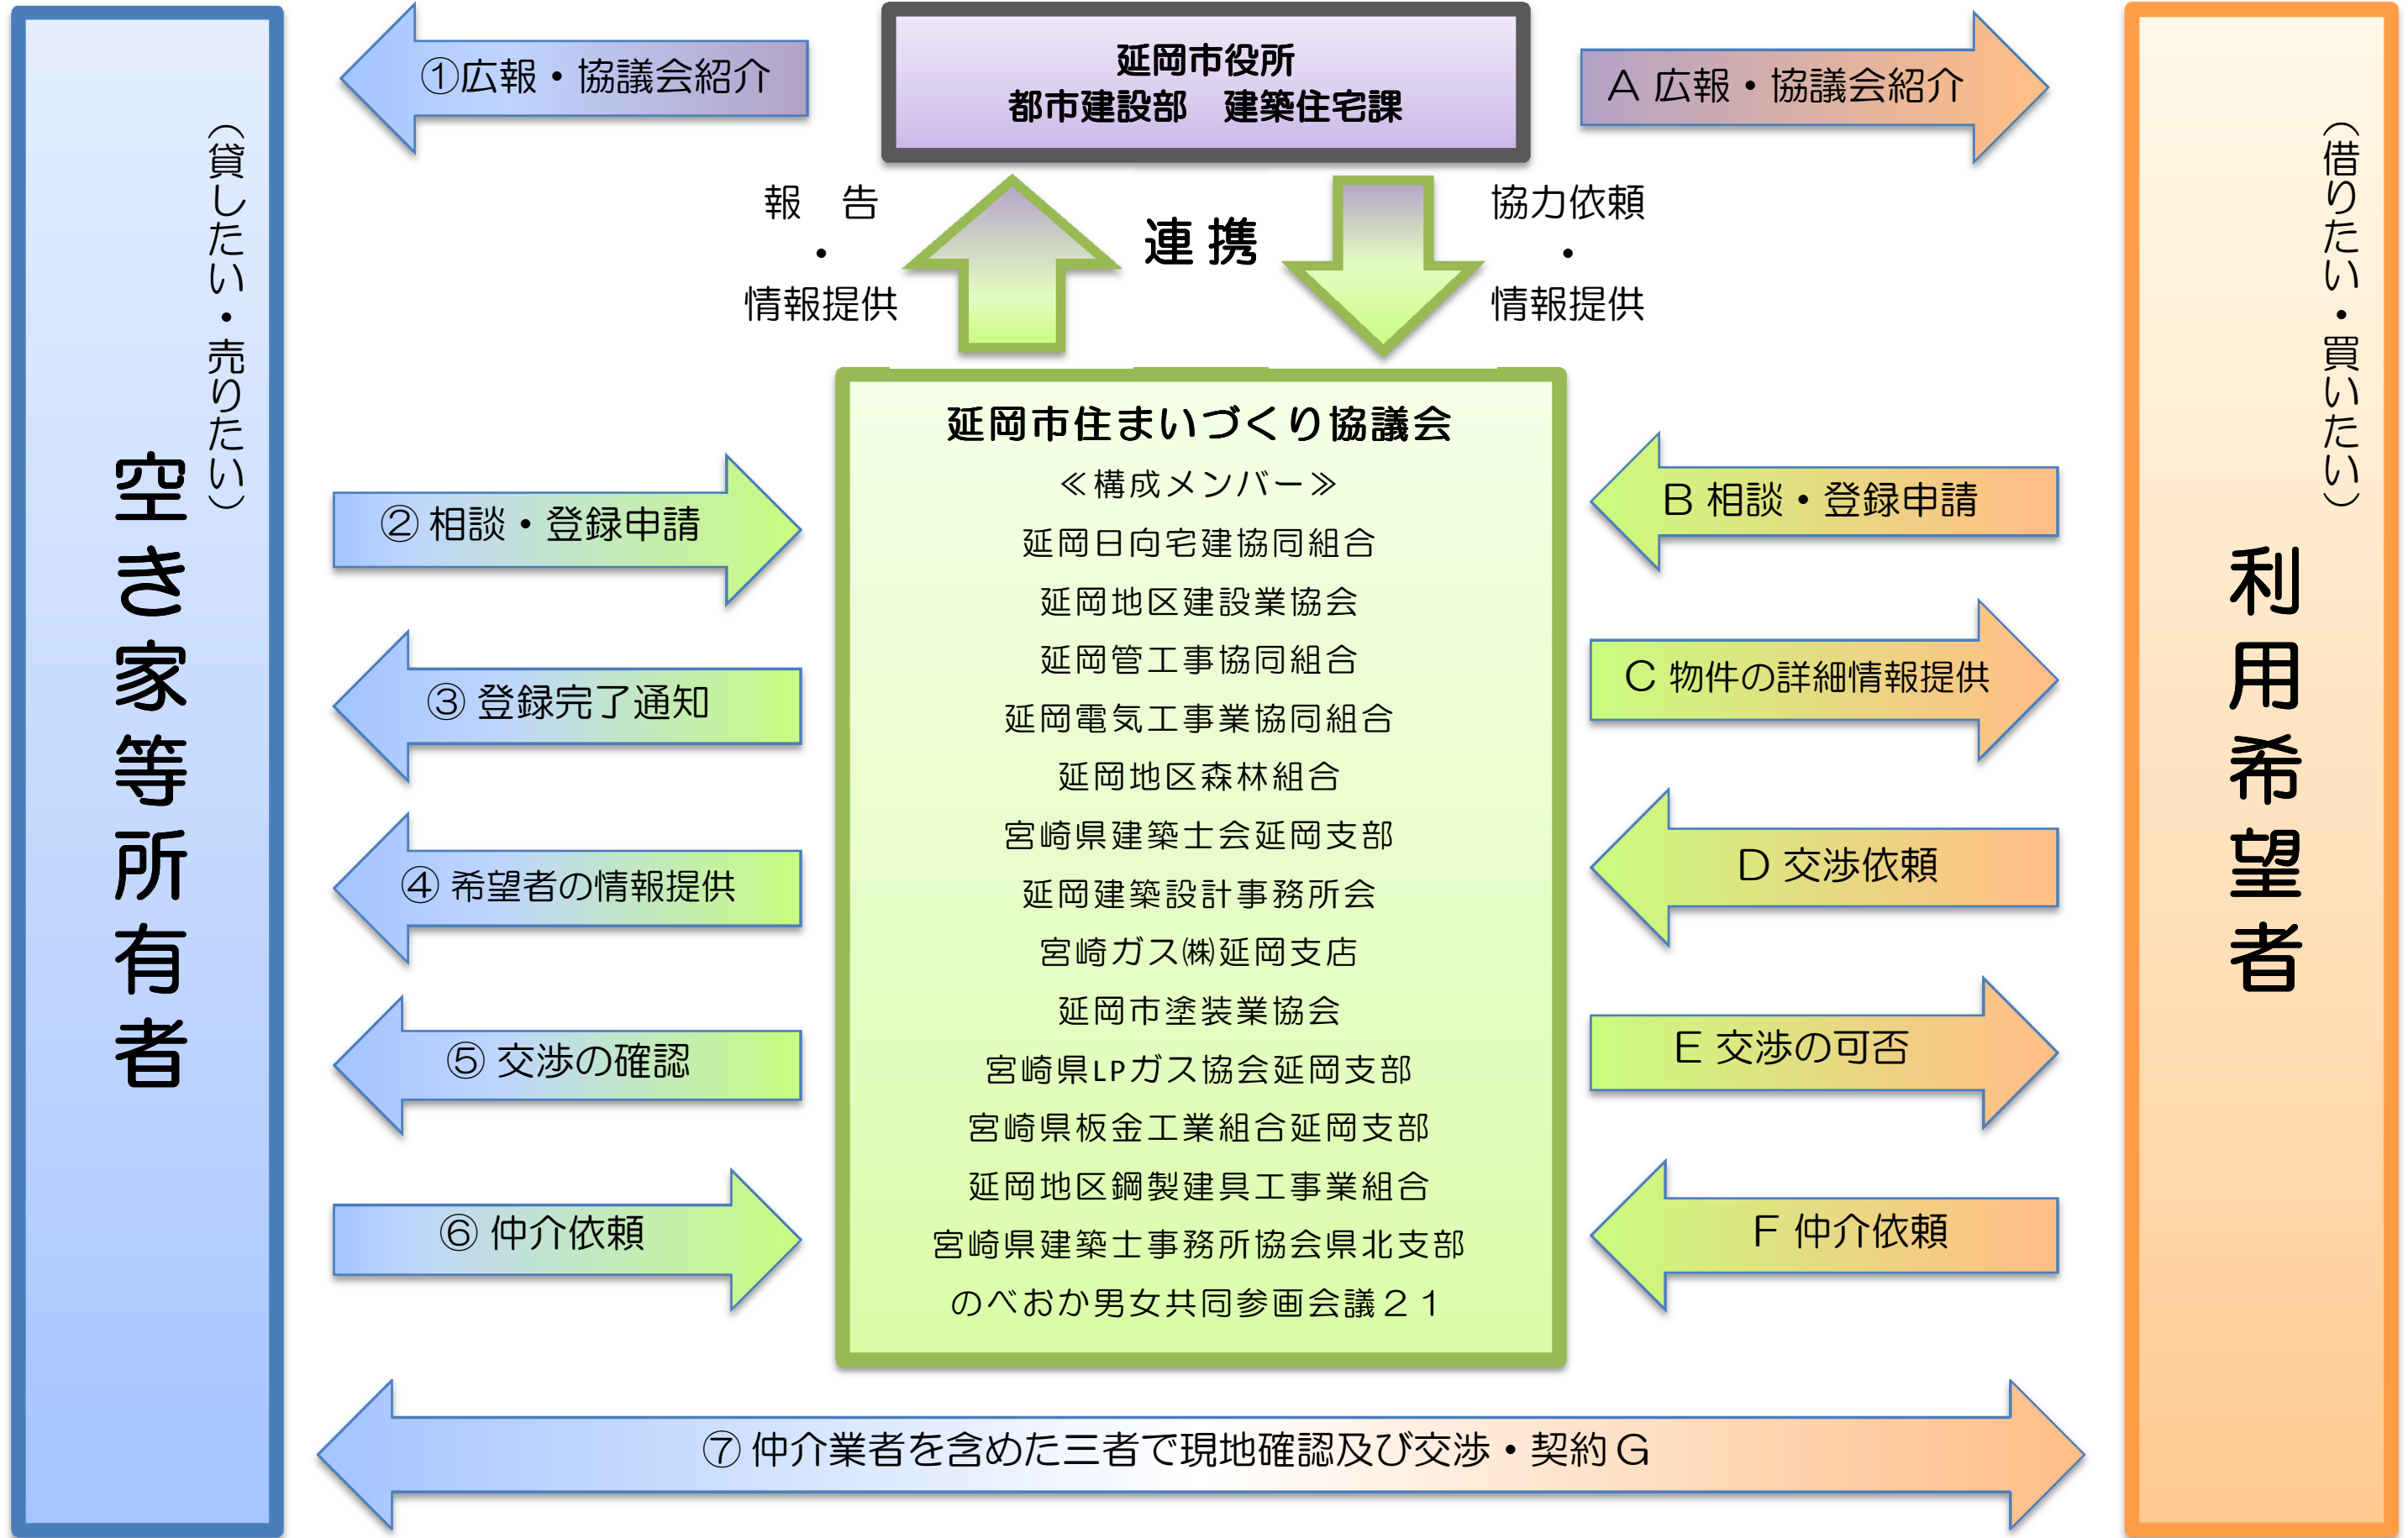 延岡市役所
都市建設部　建築住宅課
①広報・協議会紹介
A 広報・協議会紹介
報　告
・
情報提供
連携
協力依頼
・
情報提供
(貸したい・売りたい)
空き家等所有者
(借りたい・買いたい)
利用希望者
延岡市住まいづくり協議会
≪構成メンバー≫
延岡日向宅建協同組合
延岡地区建設業協会
延岡管工事協同組合
延岡電気工事業協同組合
延岡地区森林組合
宮崎県建築士会延岡支部
延岡建築設計事務所会
宮崎ガス㈱延岡支店
延岡市塗装業協会
宮崎県LPガス協会延岡支部
宮崎県板金工業組合延岡支部
延岡地区鋼製建具工事業組合
宮崎県建築士事務所協会県北支部
のべおか男女共同参画会議２１
② 相談・登録申請
③ 登録完了通知
④ 希望者の情報提供
⑤ 交渉の確認
⑥ 仲介依頼
B 相談・登録申請
C 物件の詳細情報提供
D 交渉依頼
E 交渉の可否
F 仲介依頼
⑦ 仲介業者を含めた三者で現地確認及び交渉・契約 G